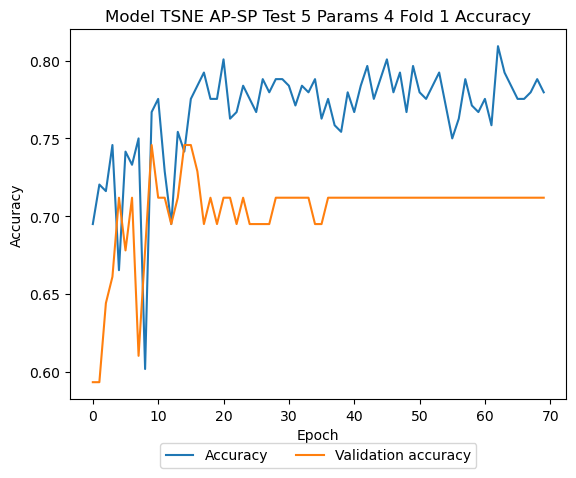 Model TSNE AP-SP Test 5 Params 4 Fold 1 Accuracy
Accuracy
0.80
0.75
0.70
0.65
0.60
0 10 20 30 40 50 60 70
Epoch
Accuracy Validation accuracy